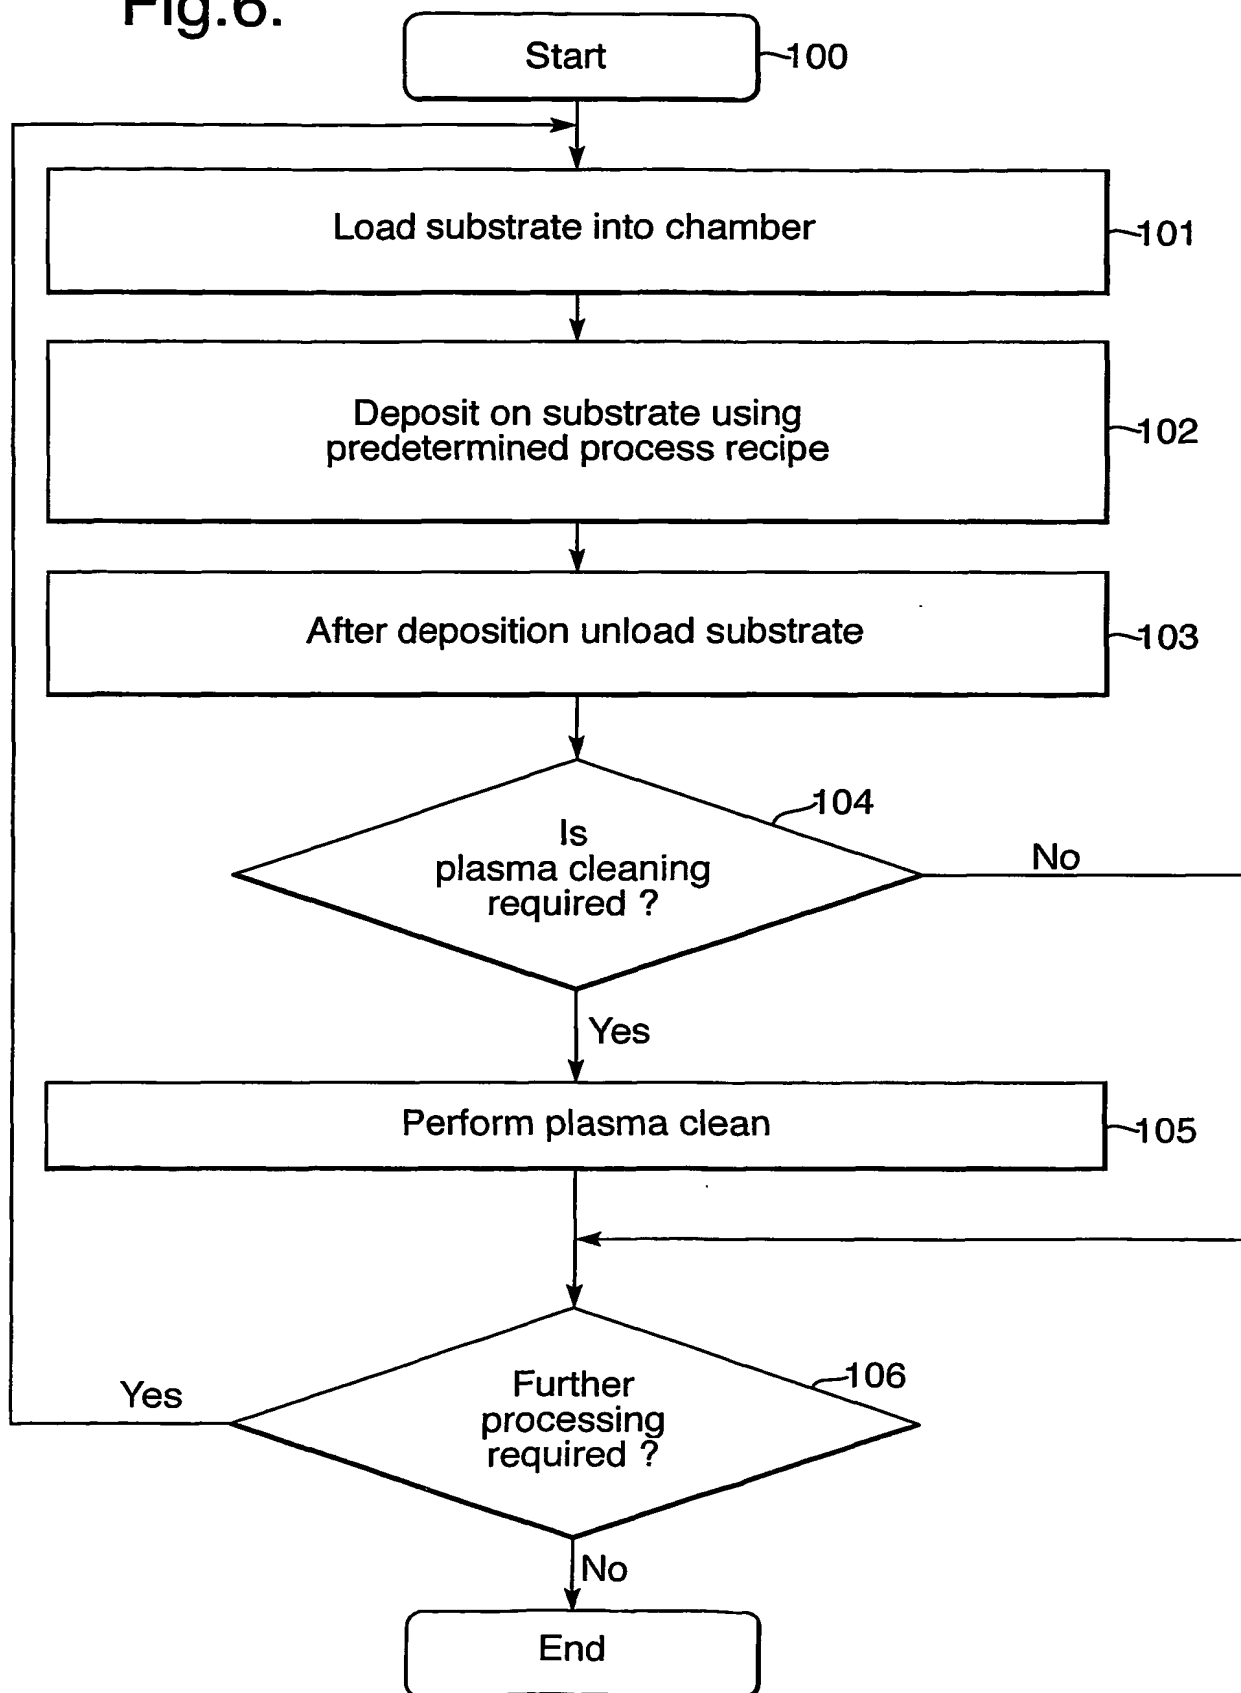 Fig.6.
Start
100
Load substrate into chamber
101
Deposit on substrate using
predetermined process recipe
102
After deposition unload substrate
103
104
Is
plasma cleaning
required ?
No
Yes
Perform plasma clean
105
106
Further
processing
required ?
Yes
No
End